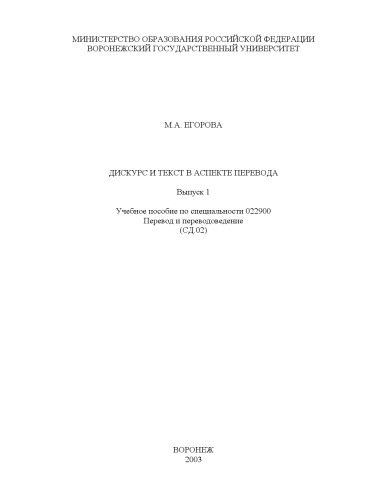 МИНИСТЕРСТВО ОБРАЗОВАНИЯ РОССИЙСКОЙ ФЕДЕРАЦИИ
ВОРОНЕЖСКИЙ ГОСУДАРСТВЕННЫЙ УНИВЕРСИТЕТ
М.А. ЕГОРОВА
ДИСКУРС И ТЕКСТ В АСПЕКТЕ ПЕРЕВОДА
Выпуск 1
Учебное пособие по специальности 022900
Перевод и переводоведение
(СД.02)
ВОРОНЕЖ
2003